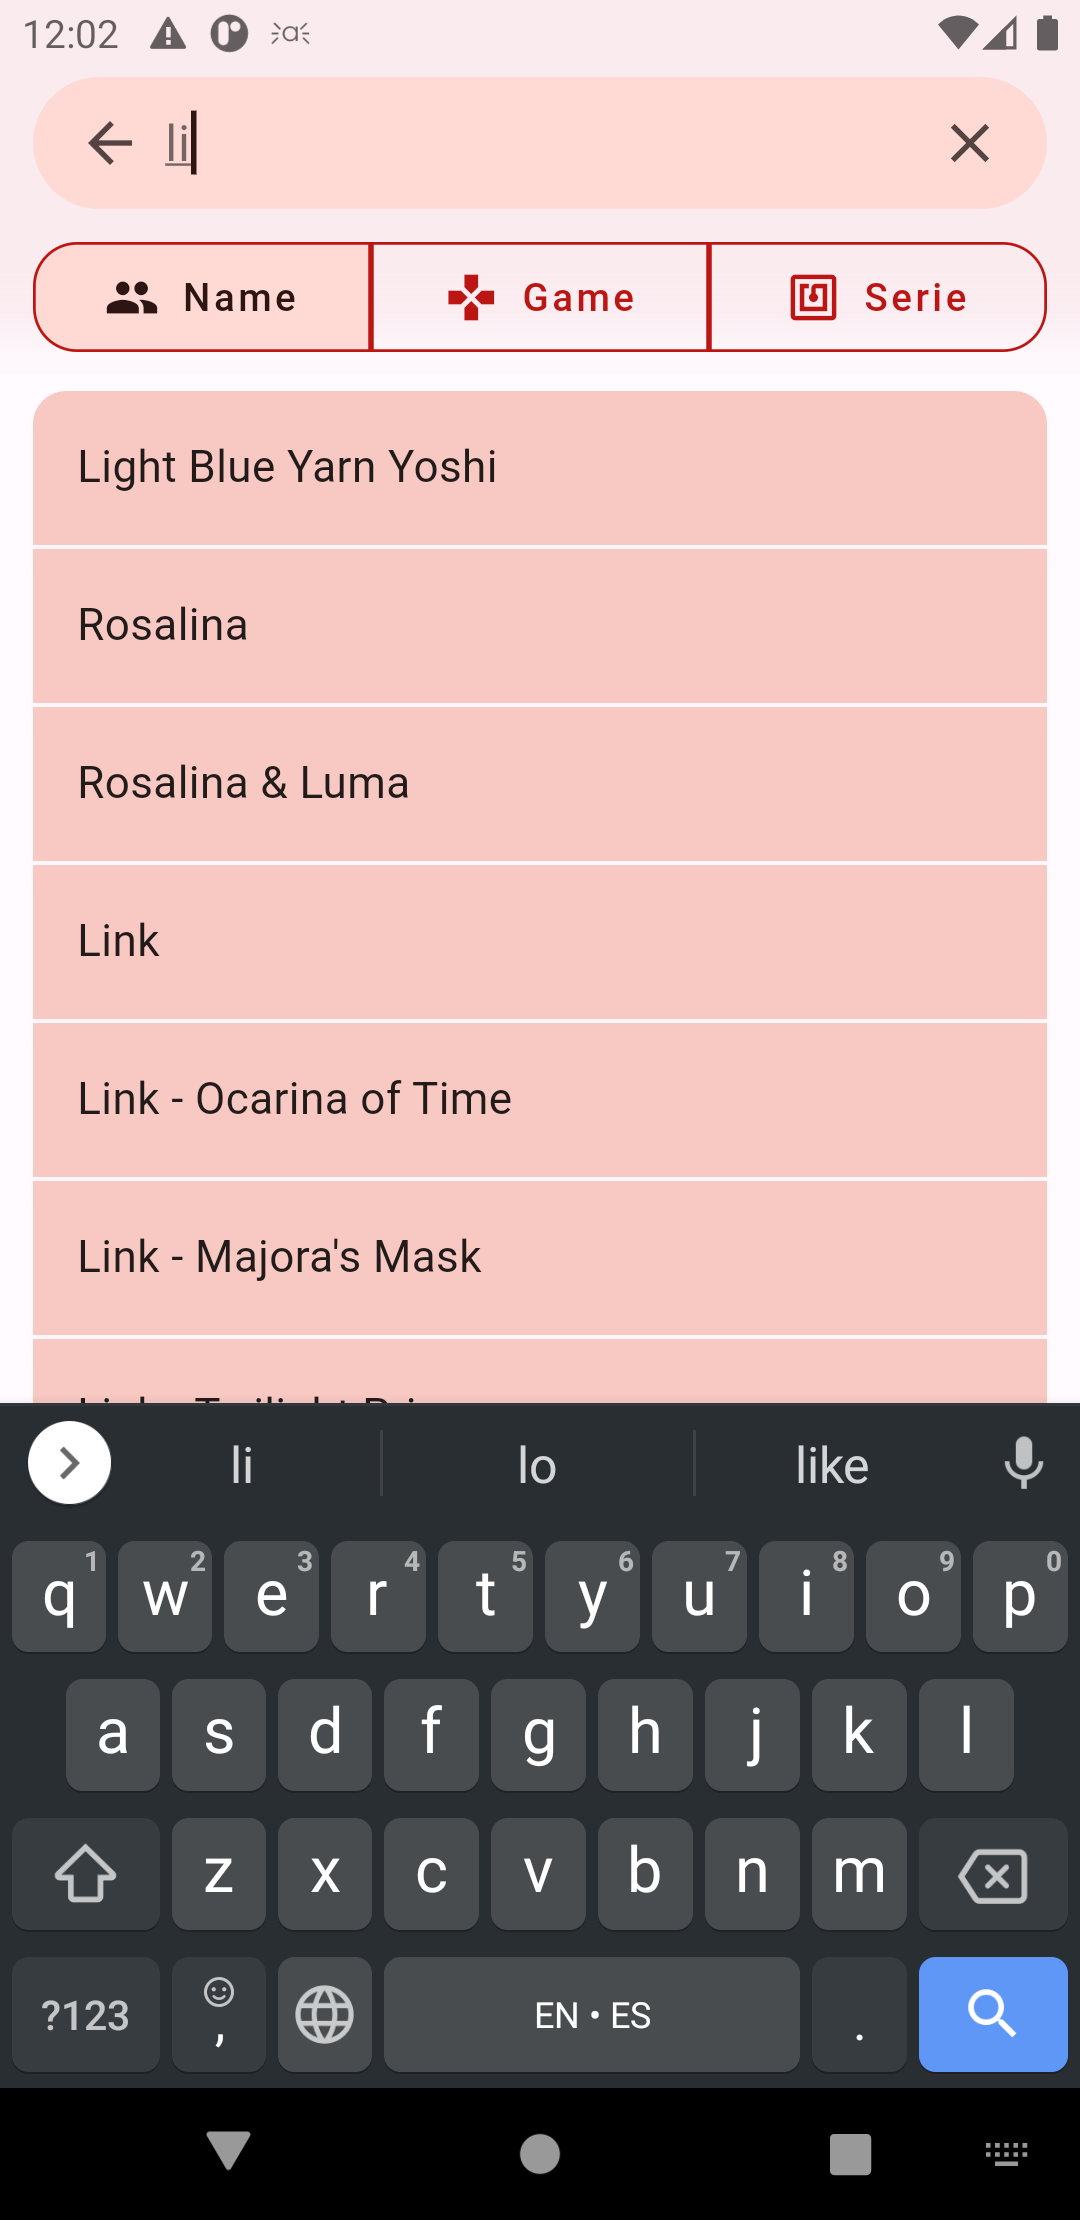 12:02
li
Name Game Serie
Light Blue Yarn Yoshi
Rosalina
Rosalina & Luma
Link
Link - Ocarina of Time
Link - Majora's Mask
li lo like
1 2 3 4 5 6 7 8 9 0
q w e r t y u i o p
a s d f g h j k l
z x c v b n m
?123 , EN • ES .